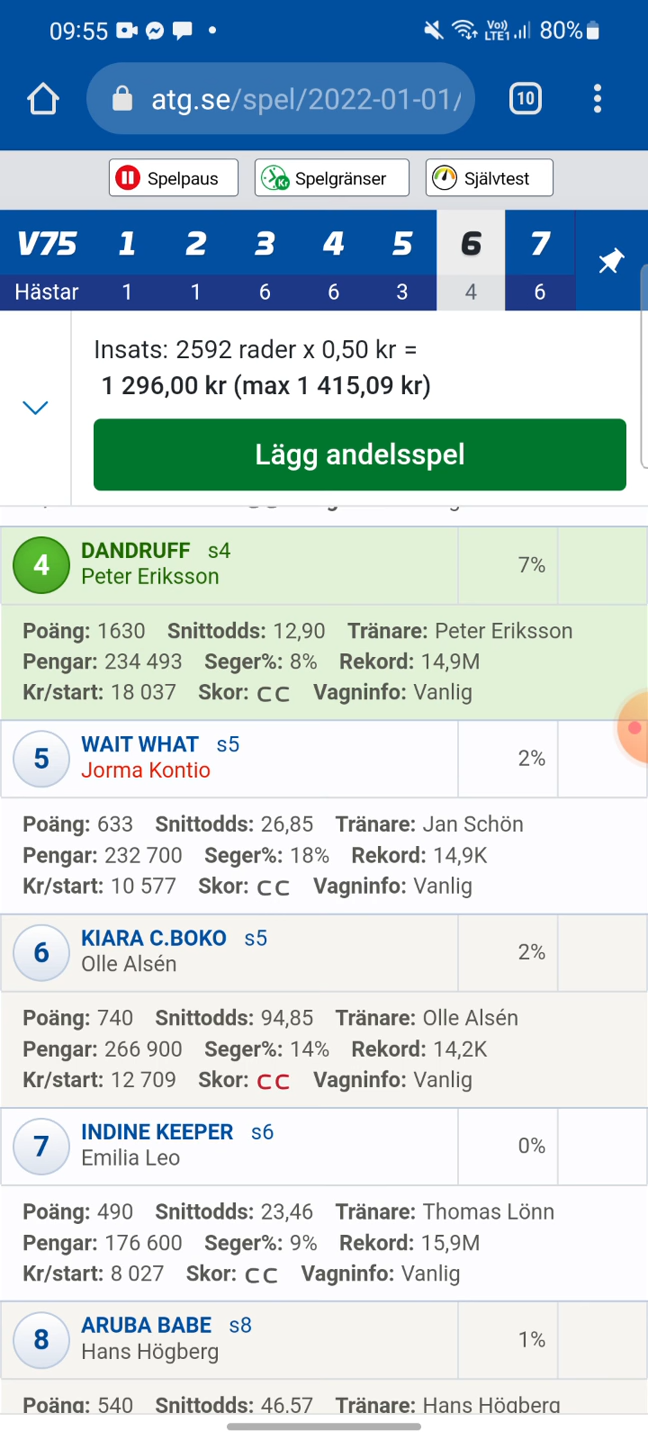 09:55 Vo) LTE1 80%
atg.se/spel/2022-01-01/ 10
Spelpaus Spelgränser Självtest
V75 1 2 3 4 5 6 7
Hästar 1 1 6 6 3 4 6
Insats: 2592 rader x 0,50 kr =
1 296,00 kr (max 1 415,09 kr)
Lägg andelsspel
4 DANDRUFF s4 7%
Peter Eriksson
Poäng: 1630 Snittodds: 12,90 Tränare: Peter Eriksson
Pengar: 234 493 Seger%: 8% Rekord: 14,9M
Kr/start: 18 037 Skor: C C Vagninfo: Vanlig
5 WAIT WHAT s5 2%
Jorma Kontio
Poäng: 633 Snittodds: 26,85 Tränare: Jan Schön
Pengar: 232 700 Seger%: 18% Rekord: 14,9K
Kr/start: 10 577 Skor: C C Vagninfo: Vanlig
6 KIARA C.BOKO s5 2%
Olle Alsén
Poäng: 740 Snittodds: 94,85 Tränare: Olle Alsén
Pengar: 266 900 Seger%: 14% Rekord: 14,2K
Kr/start: 12 709 Skor: C C Vagninfo: Vanlig
7 INDINE KEEPER s6 0%
Emilia Leo
Poäng: 490 Snittodds: 23,46 Tränare: Thomas Lönn
Pengar: 176 600 Seger%: 9% Rekord: 15,9M
Kr/start: 8 027 Skor: C C Vagninfo: Vanlig
8 ARUBA BABE s8 1%
Hans Högberg
Poäng: 540 Snittodds: 46,57 Tränare: Hans Högberg